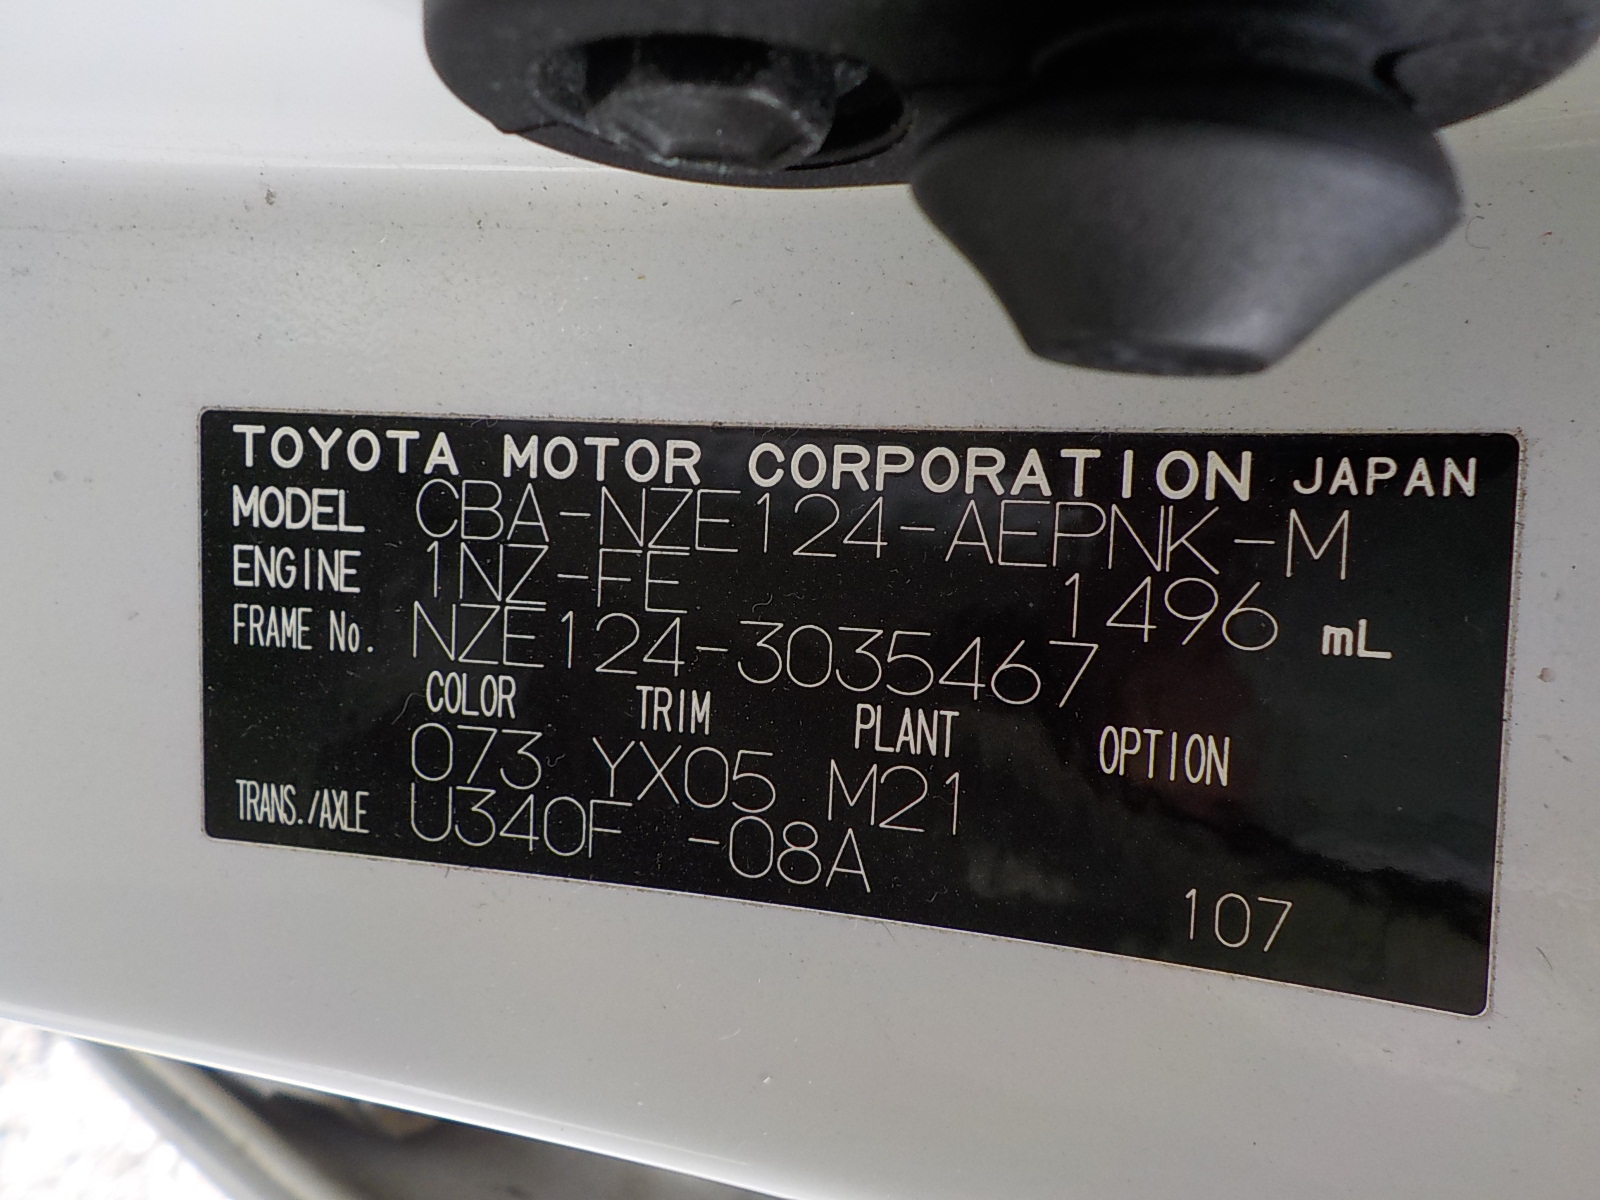 TOYOTA MOTOR CORPORATION JAPAN
MODEL CBA-NZE124-AEPNK-M
ENGINE 1NZ-FE 1496 mL
FRAME No. NZE124-3035467
COLOR TRIM PLANT OPTION
073 YX05 M21
TRANS./AXLE U340F -08A
107